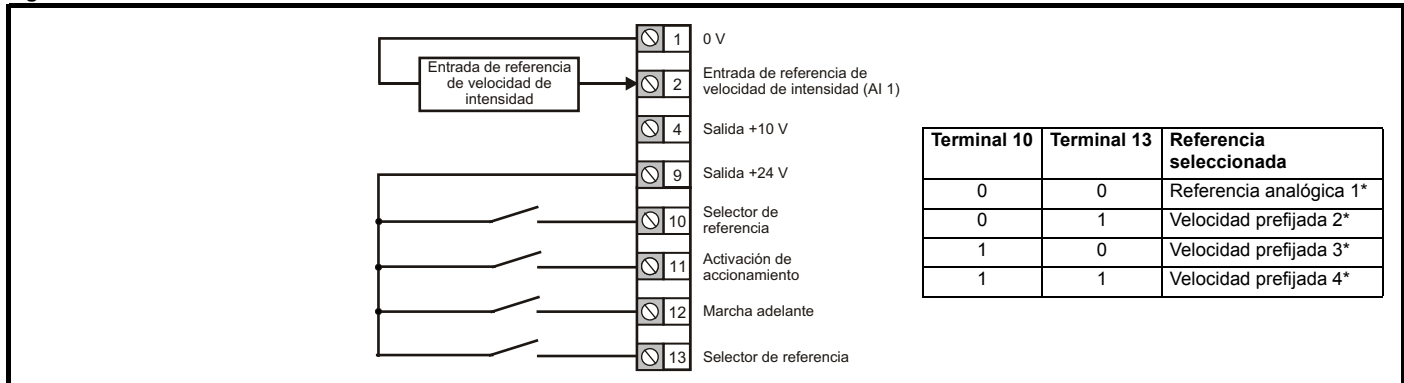 1 0 V
Entrada de referencia
de velocidad de
intensidad
2 Entrada de referencia de
velocidad de intensidad (AI 1)
4 Salida +10 V
9 Salida +24 V
10 Selector de
referencia
11 Activación de
accionamiento
12 Marcha adelante
13 Selector de referencia
Terminal 10 Terminal 13 Referencia
seleccionada
0 0 Referencia analógica 1*
0 1 Velocidad prefijada 2*
1 0 Velocidad prefijada 3*
1 1 Velocidad prefijada 4*